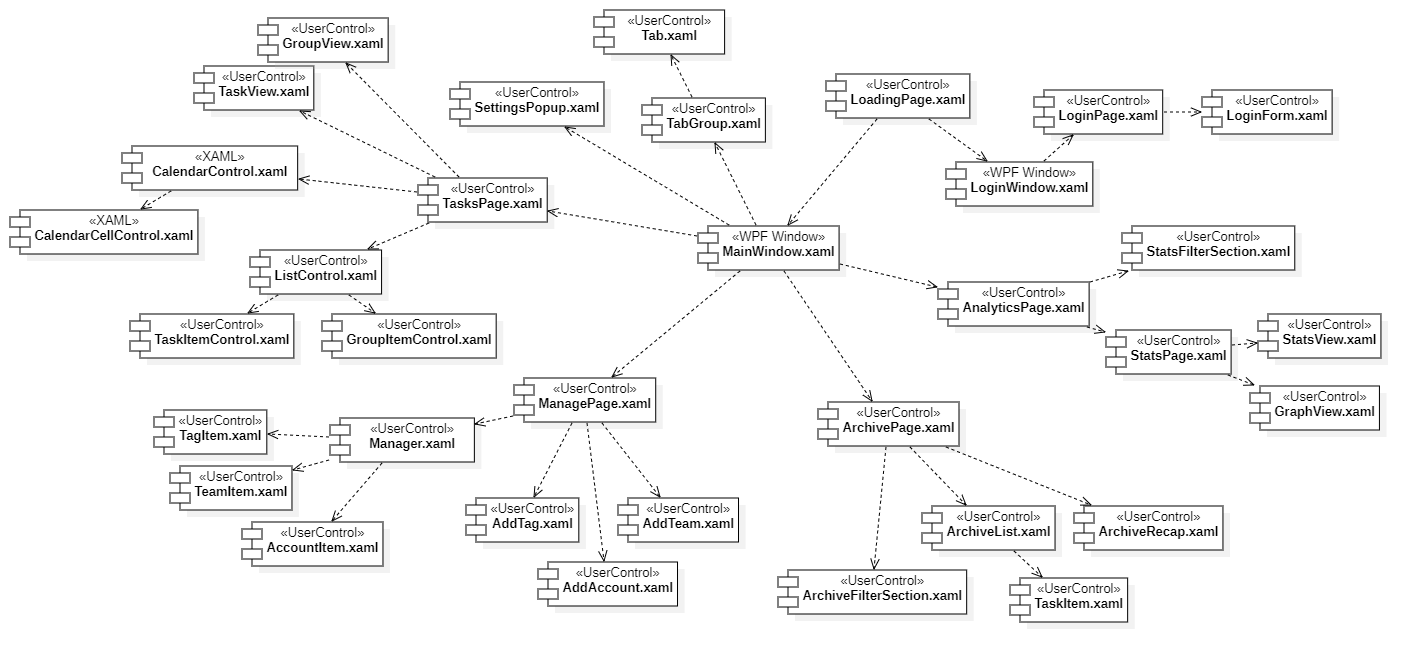 «UserControl»
GroupView.xaml
«UserControl»
Tab.xaml
«UserControl»
TaskView.xaml
«UserControl»
SettingsPopup.xaml
«UserControl»
TabGroup.xaml
«UserControl»
LoadingPage.xaml
«UserControl»
LoginPage.xaml
«UserControl»
LoginForm.xaml
«XAML»
CalendarControl.xaml
«WPF Window»
LoginWindow.xaml
«UserControl»
TasksPage.xaml
«XAML»
CalendarCellControl.xaml
«WPF Window»
MainWindow.xaml
«UserControl»
StatsFilterSection.xaml
«UserControl»
ListControl.xaml
«UserControl»
AnalyticsPage.xaml
«UserControl»
TaskItemControl.xaml
«UserControl»
GroupItemControl.xaml
«UserControl»
StatsPage.xaml
«UserControl»
StatsView.xaml
«UserControl»
GraphView.xaml
«UserControl»
ManagePage.xaml
«UserControl»
ArchivePage.xaml
«UserControl»
TagItem.xaml
«UserControl»
Manager.xaml
«UserControl»
TeamItem.xaml
«UserControl»
AccountItem.xaml
«UserControl»
AddTag.xaml
«UserControl»
AddTeam.xaml
«UserControl»
AddAccount.xaml
«UserControl»
ArchiveList.xaml
«UserControl»
ArchiveRecap.xaml
«UserControl»
ArchiveFilterSection.xaml
«UserControl»
TaskItem.xaml